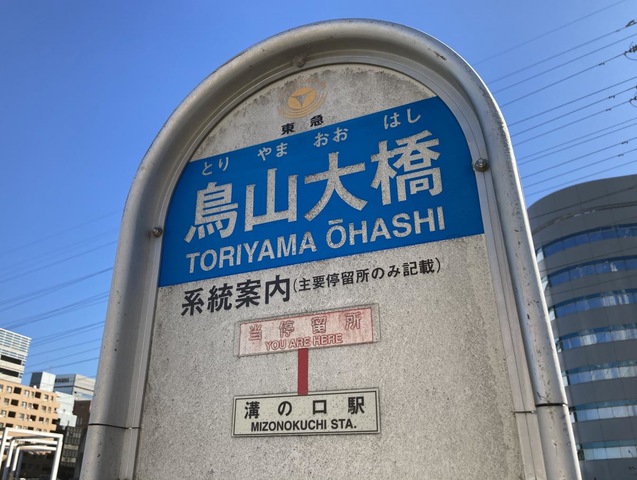 東急
とり やま おお はし
鳥山大橋
TORIYAMA ŌHASHI
系統案内(主要停留所のみ記載)
当停留所
YOU ARE HERE
溝の口駅
MIZONOKUCHI STA.